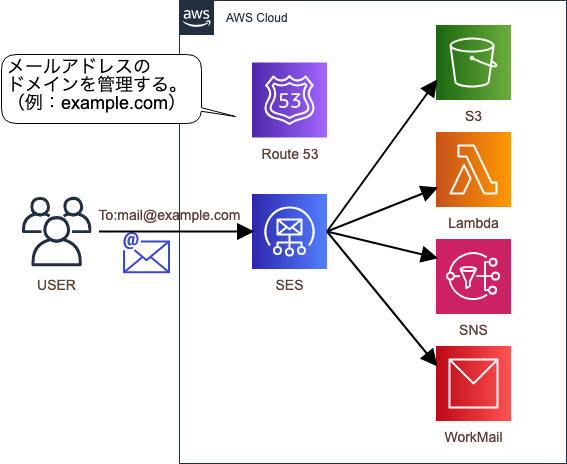 aws
AWS Cloud
メールアドレスの
ドメインを管理する。
（例：example.com）
53
Route 53
S3
Lambda
To:mail@example.com
@
USER
SES
SNS
WorkMail